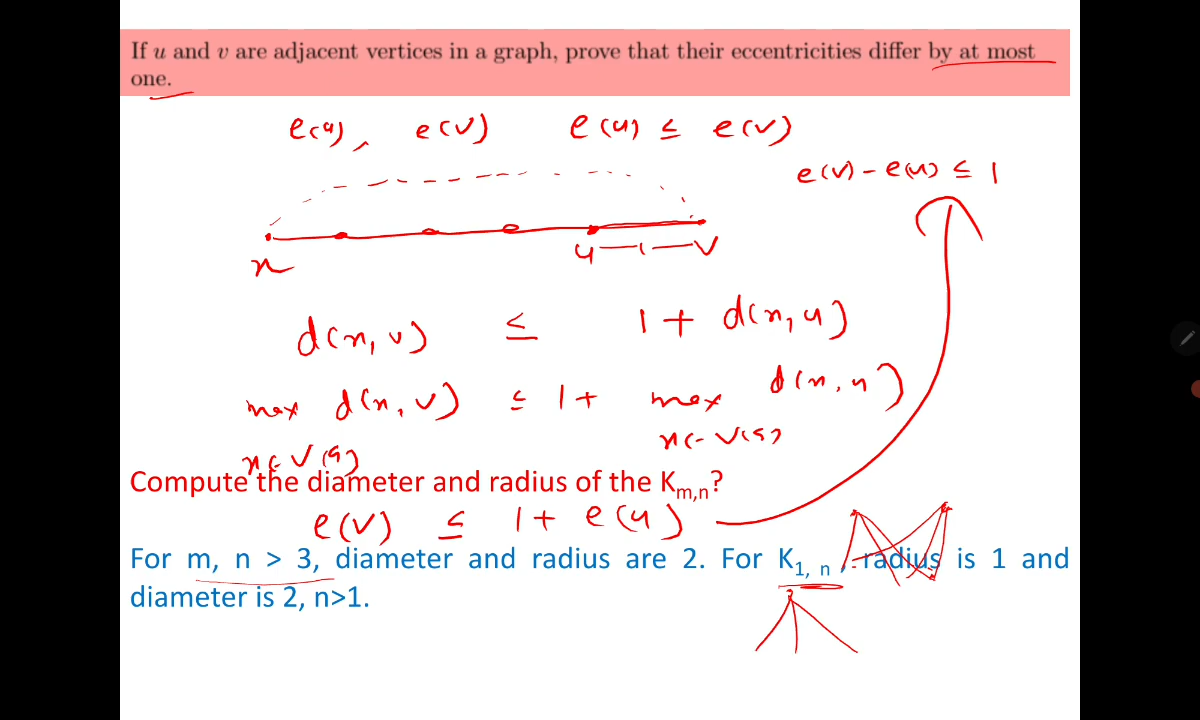 If u and v are adjacent vertices in a graph, prove that their eccentricities differ by at most
one.
e(u), e(v) e(u) ≤ e(v)
e(v) - e(u) ≤ 1
x u 1 v
d(x, v) ≤ 1 + d(x, u)
max d(x, v) ≤ 1 + max d(x, u)
x ∈ V(G) x ∈ V(G)
Compute the diameter and radius of the Km,n?
e(v) ≤ 1 + e(u)
For m, n > 3, diameter and radius are 2. For K1, n, radius is 1 and
diameter is 2, n>1.